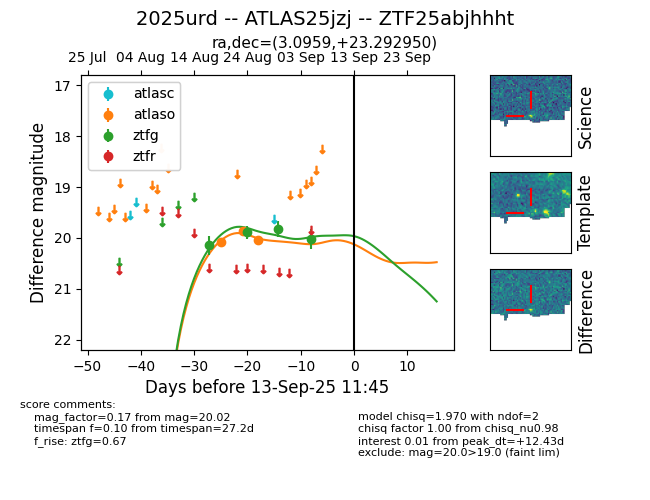 2025urd -- ATLAS25jzj -- ZTF25abjhhht
ra,dec=(3.0959,+23.292950)
25 Jul 04 Aug 14 Aug 24 Aug 03 Sep 13 Sep 23 Sep
atlasc
atlaso
ztfg
ztfr
17
18
19
20
21
22
Difference magnitude
−50 −40 −30 −20 −10 0 10
Days before 13-Sep-25 11:45
Science
Template
Difference
score comments:
mag_factor=0.17 from mag=20.02
timespan f=0.10 from timespan=27.2d
f_rise: ztfg=0.67
model chisq=1.970 with ndof=2
chisq factor 1.00 from chisq_nu0.98
interest 0.01 from peak_dt=+12.43d
exclude: mag=20.0>19.0 (faint lim)